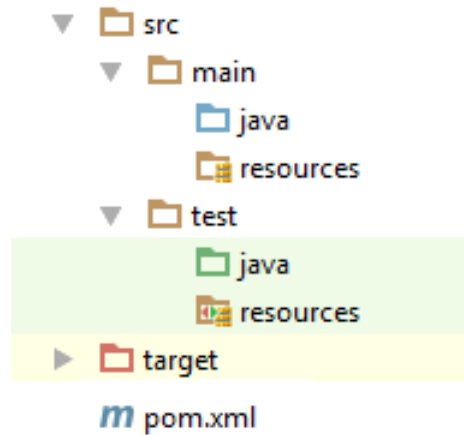 src
main
java
resources
test
java
resources
target
m pom.xml